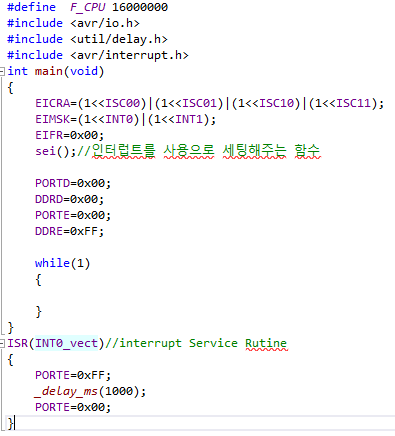 #define  F_CPU 16000000
#include <avr/io.h>
#include <util/delay.h>
#include <avr/interrupt.h>
int main(void)
{
    EICRA=(1<<ISC00)|(1<<ISC01)|(1<<ISC10)|(1<<ISC11);
    EIMSK=(1<<INT0)|(1<<INT1);
    EIFR=0x00;
    sei();//인터럽트를 사용으로 세팅해주는 함수

    PORTD=0x00;
    DDRD=0x00;
    PORTE=0x00;
    DDRE=0xFF;

    while(1)
    {

    }
}
ISR(INT0_vect)//interrupt Service Rutine
{
    PORTE=0xFF;
    _delay_ms(1000);
    PORTE=0x00;
}